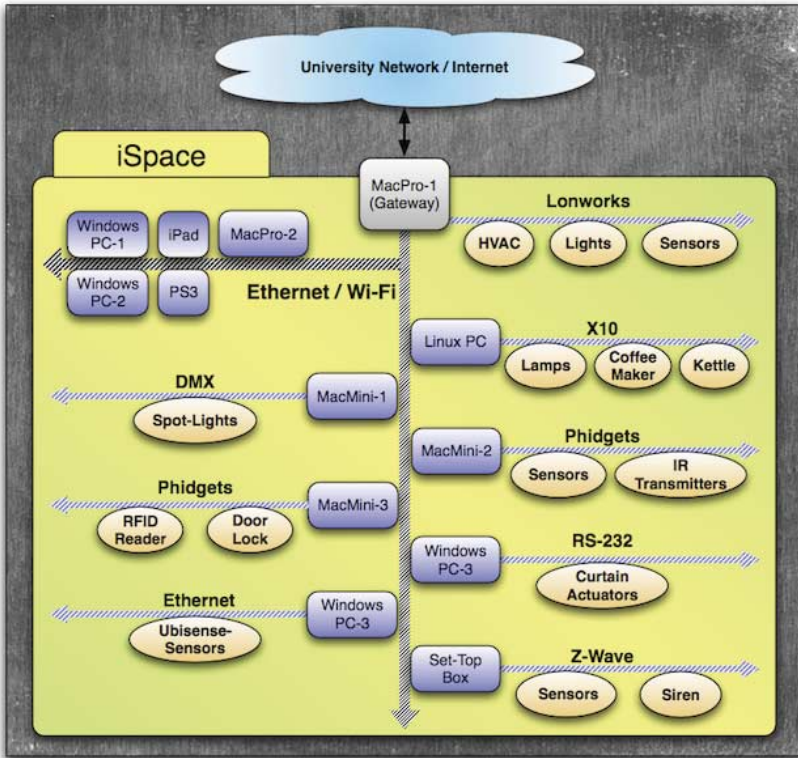 University Network / Internet
iSpace
MacPro-1
(Gateway)
Lonworks
HVAC
Lights
Sensors
Windows
PC-1
iPad
MacPro-2
Windows
PC-2
PS3
Ethernet / Wi-Fi
Linux PC
X10
Lamps
Coffee
Maker
Kettle
DMX
Spot-Lights
MacMini-1
MacMini-2
Phidgets
Sensors
IR
Transmitters
Phidgets
RFID
Reader
Door
Lock
MacMini-3
Windows
PC-3
RS-232
Curtain
Actuators
Ethernet
Ubisense-
Sensors
Windows
PC-3
Set-Top
Box
Z-Wave
Sensors
Siren